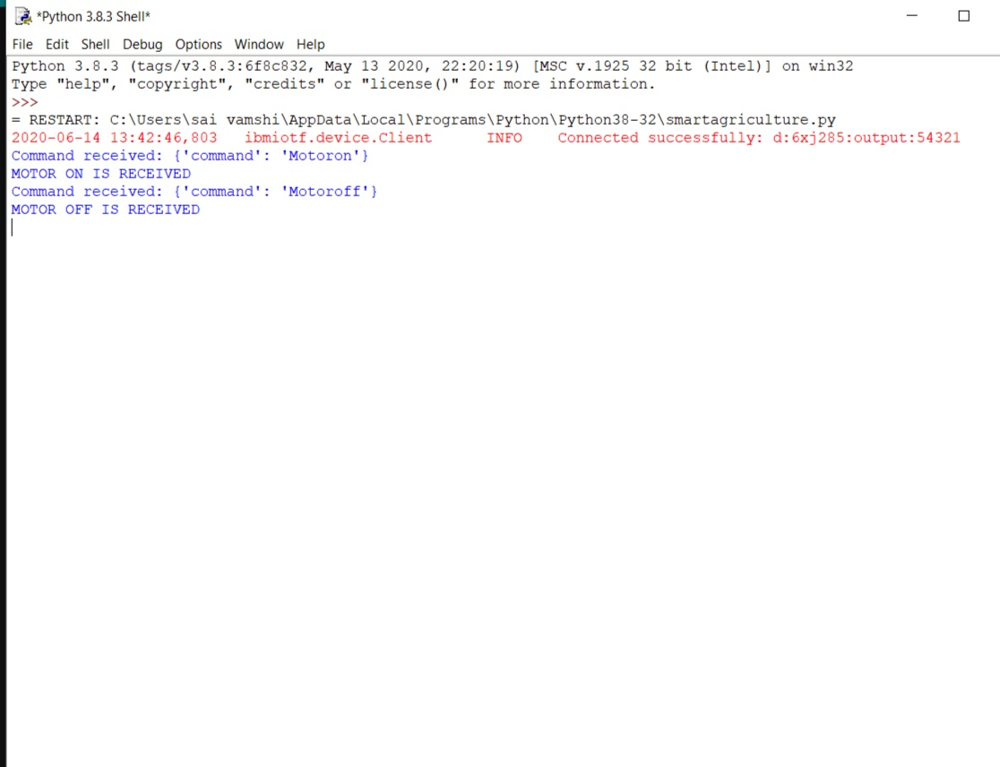 *Python 3.8.3 Shell*
File Edit Shell Debug Options Window Help
Python 3.8.3 (tags/v3.8.3:6f8c832, May 13 2020, 22:20:19) [MSC v.1925 32 bit (Intel)] on win32
Type "help", "copyright", "credits" or "license()" for more information.
>>>
= RESTART: C:\Users\sai vamshi\AppData\Local\Programs\Python\Python38-32\smartagriculture.py
2020-06-14 13:42:46,803   ibmiotf.device.Client      INFO    Connected successfully: d:6xj285:output:54321
Command received: {'command': 'Motoron'}
MOTOR ON IS RECEIVED
Command received: {'command': 'Motoroff'}
MOTOR OFF IS RECEIVED